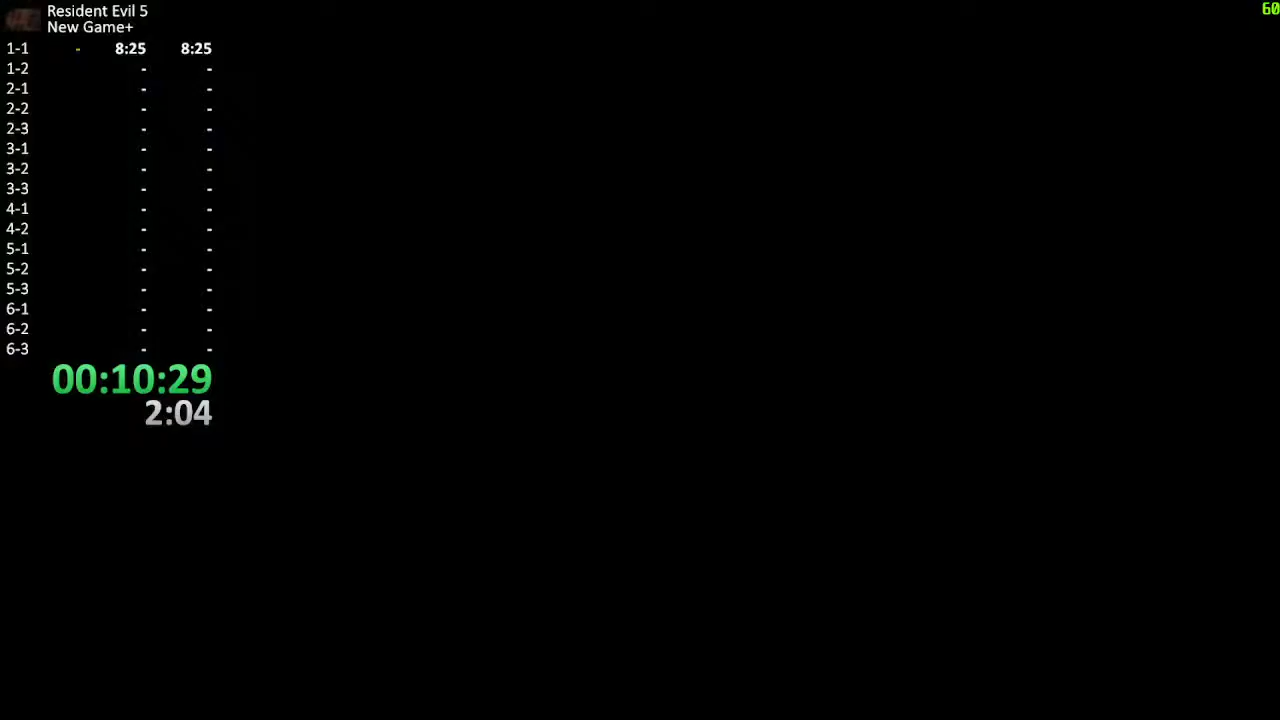 Resident Evil 5
New Game+
60
1-1 - 8:25 8:25
1-2 - -
2-1 - -
2-2 - -
2-3 - -
3-1 - -
3-2 - -
3-3 - -
4-1 - -
4-2 - -
5-1 - -
5-2 - -
5-3 - -
6-1 - -
6-2 - -
6-3 - -
00:10:29
2:04